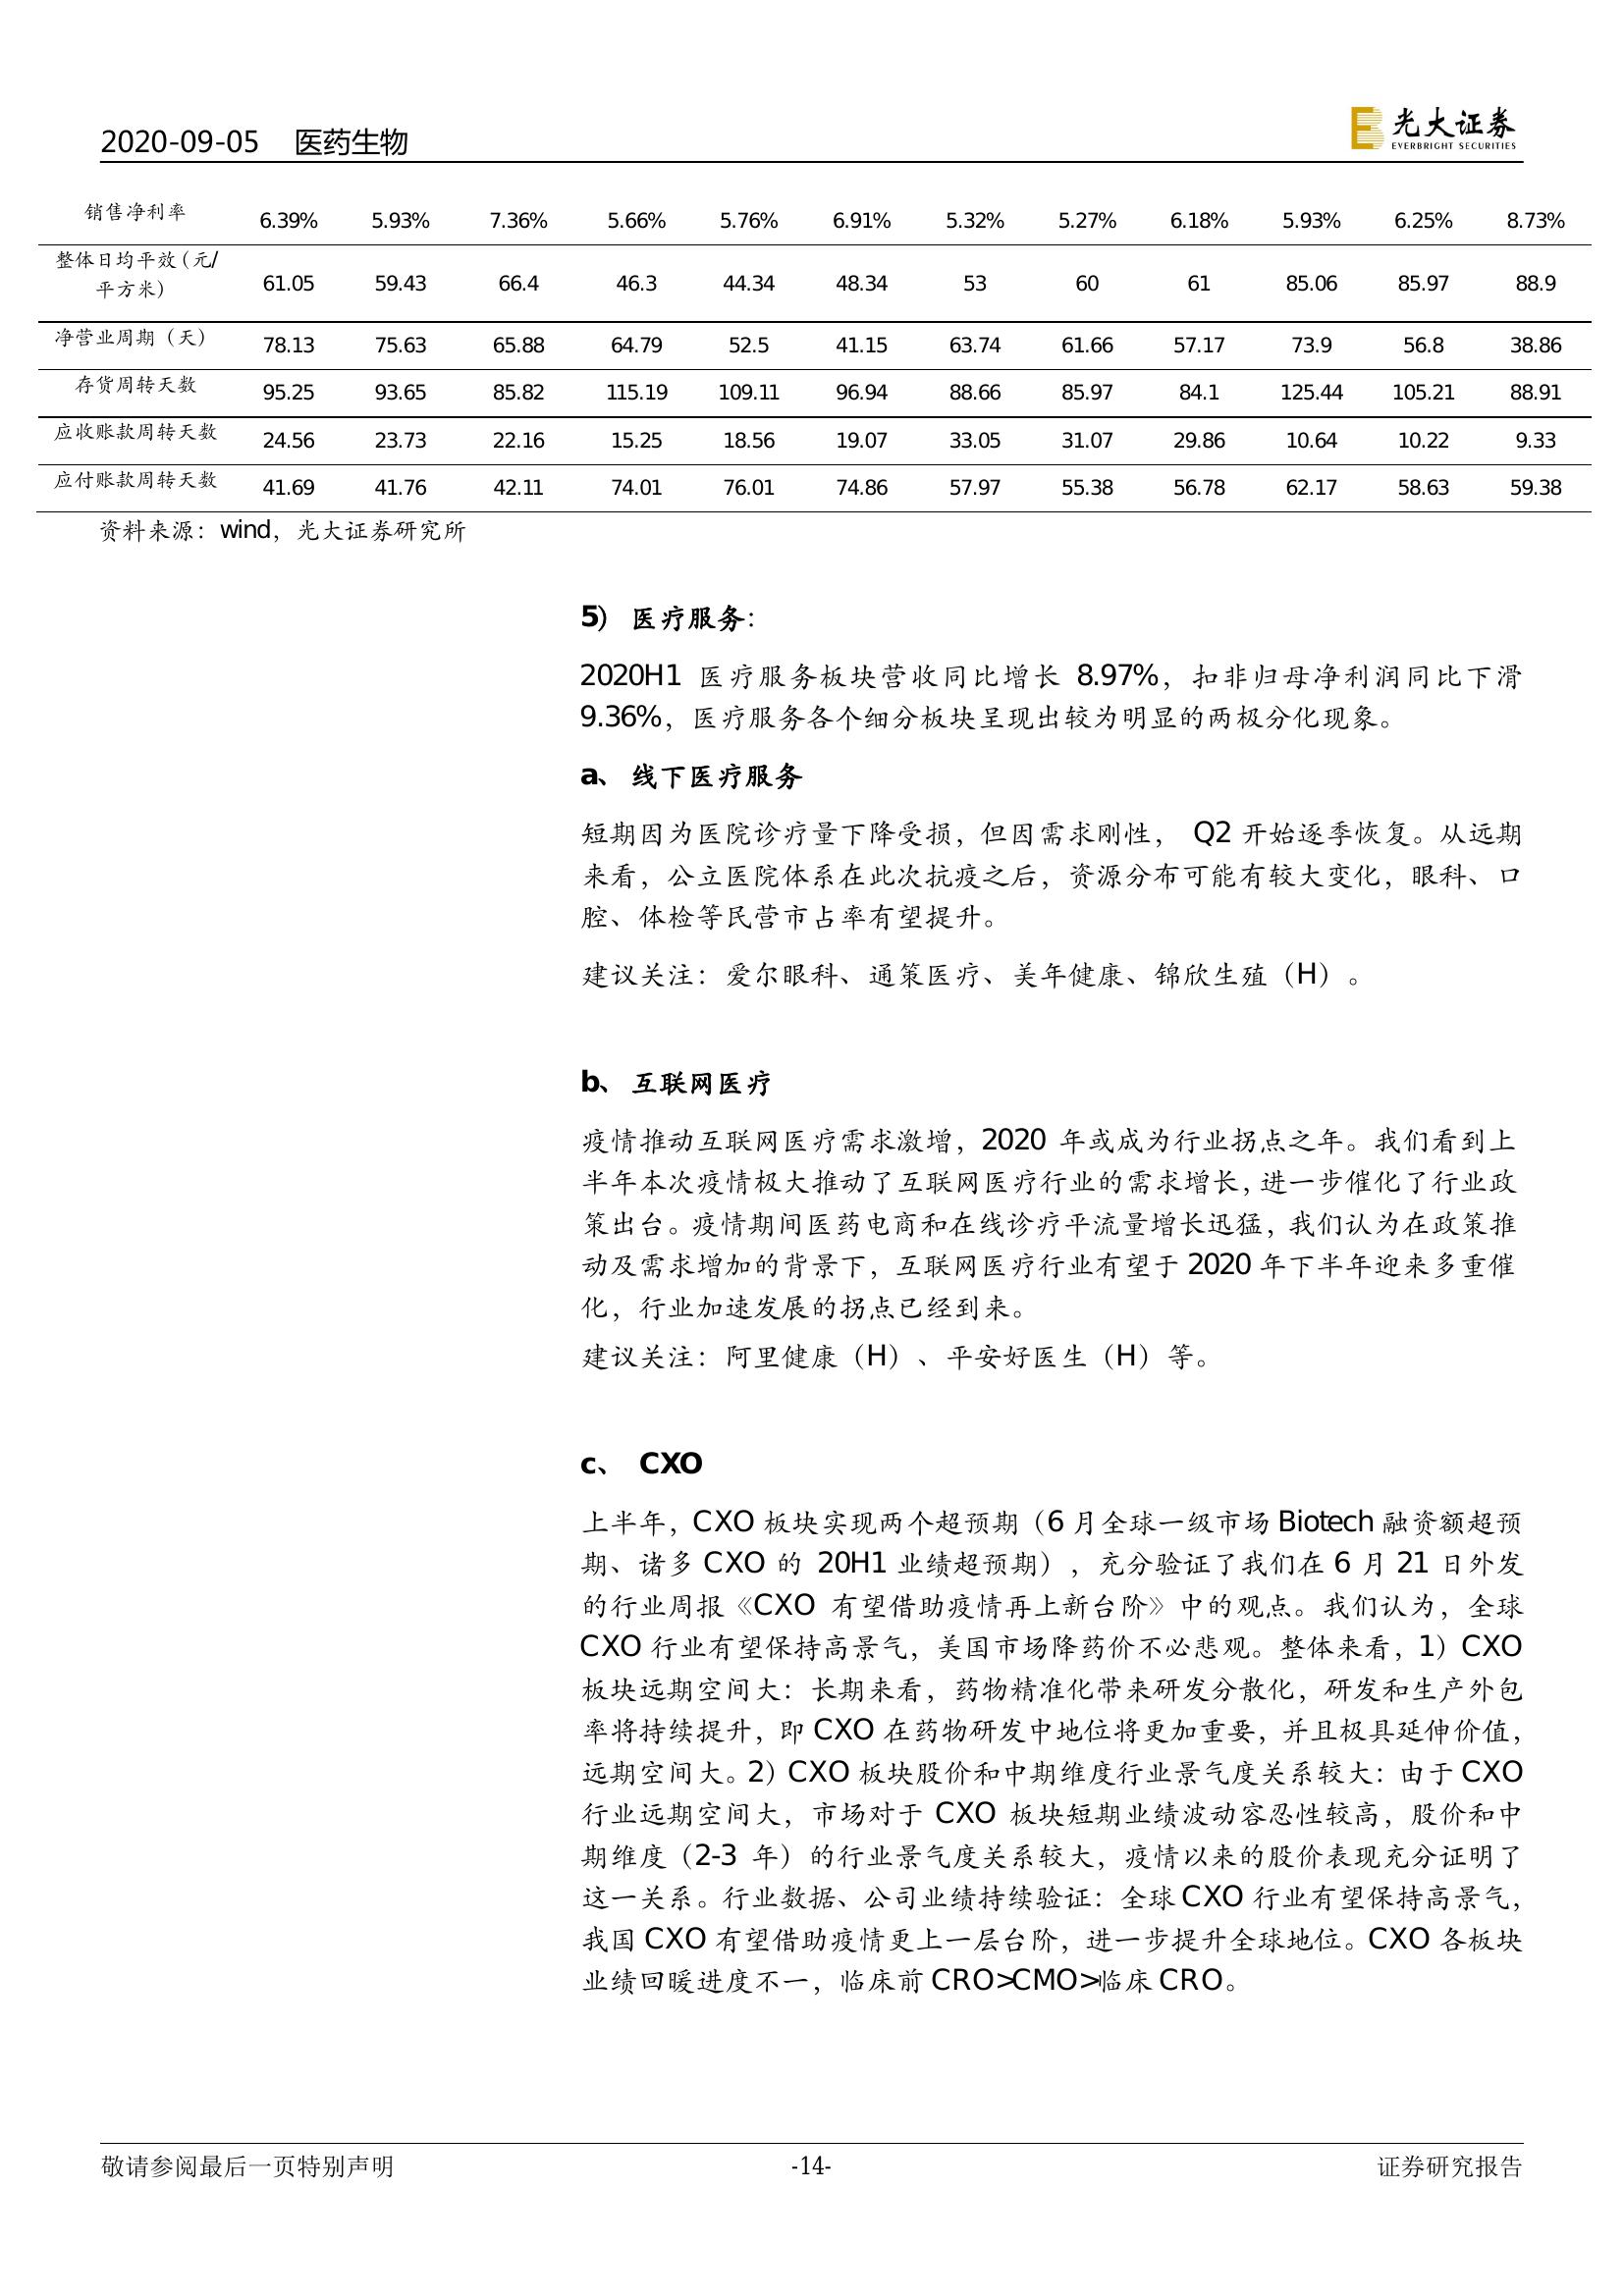 2020-09-05 医药生物
光大证券
EVERBRIGHT SECURITIES
销售净利率 6.39% 5.93% 7.36% 5.66% 5.76% 6.91% 5.32% 5.27% 6.18% 5.93% 6.25% 8.73%
整体日均平效（元/
平方米） 61.05 59.43 66.4 46.3 44.34 48.34 53 60 61 85.06 85.97 88.9
净营业周期（天） 78.13 75.63 65.88 64.79 52.5 41.15 63.74 61.66 57.17 73.9 56.8 38.86
存货周转天数 95.25 93.65 85.82 115.19 109.11 96.94 88.66 85.97 84.1 125.44 105.21 88.91
应收账款周转天数 24.56 23.73 22.16 15.25 18.56 19.07 33.05 31.07 29.86 10.64 10.22 9.33
应付账款周转天数 41.69 41.76 42.11 74.01 76.01 74.86 57.97 55.38 56.78 62.17 58.63 59.38
资料来源：wind，光大证券研究所
5） 医疗服务：
2020H1 医疗服务板块营收同比增长 8.97%，扣非归母净利润同比下滑
9.36%，医疗服务各个细分板块呈现出较为明显的两极分化现象。
a、 线下医疗服务
短期因为医院诊疗量下降受损，但因需求刚性， Q2 开始逐季恢复。从远期
来看，公立医院体系在此次抗疫之后，资源分布可能有较大变化，眼科、口
腔、体检等民营市占率有望提升。
建议关注：爱尔眼科、通策医疗、美年健康、锦欣生殖（H）。
b、 互联网医疗
疫情推动互联网医疗需求激增，2020 年或成为行业拐点之年。我们看到上
半年本次疫情极大推动了互联网医疗行业的需求增长，进一步催化了行业政
策出台。疫情期间医药电商和在线诊疗平流量增长迅猛，我们认为在政策推
动及需求增加的背景下，互联网医疗行业有望于 2020 年下半年迎来多重催
化，行业加速发展的拐点已经到来。
建议关注：阿里健康（H）、平安好医生（H）等。
c、 CXO
上半年，CXO 板块实现两个超预期（6 月全球一级市场 Biotech 融资额超预
期、诸多 CXO 的 20H1 业绩超预期），充分验证了我们在 6 月 21 日外发
的行业周报《CXO 有望借助疫情再上新台阶》中的观点。我们认为，全球
CXO 行业有望保持高景气，美国市场降药价不必悲观。整体来看，1）CXO
板块远期空间大：长期来看，药物精准化带来研发分散化，研发和生产外包
率将持续提升，即 CXO 在药物研发中地位将更加重要，并且极具延伸价值，
远期空间大。2）CXO 板块股价和中期维度行业景气度关系较大：由于 CXO
行业远期空间大，市场对于 CXO 板块短期业绩波动容忍性较高，股价和中
期维度（2-3 年）的行业景气度关系较大，疫情以来的股价表现充分证明了
这一关系。行业数据、公司业绩持续验证：全球 CXO 行业有望保持高景气，
我国 CXO 有望借助疫情更上一层台阶，进一步提升全球地位。CXO 各板块
业绩回暖进度不一，临床前 CRO>CMO>临床 CRO。
敬请参阅最后一页特别声明 -14- 证券研究报告